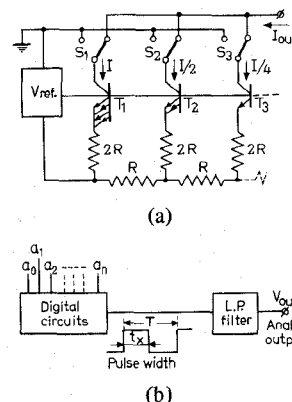 S₁ S₂ S₃
I I/2 I/4 Iou
Vref. T₁ T₂ T₃
2R 2R 2R
R R
(a)
a₁
a₀ a₂ aₙ
Digital circuits
T
tₓ
Pulse width
L.P. filter
Vou
Anal
outp
(b)